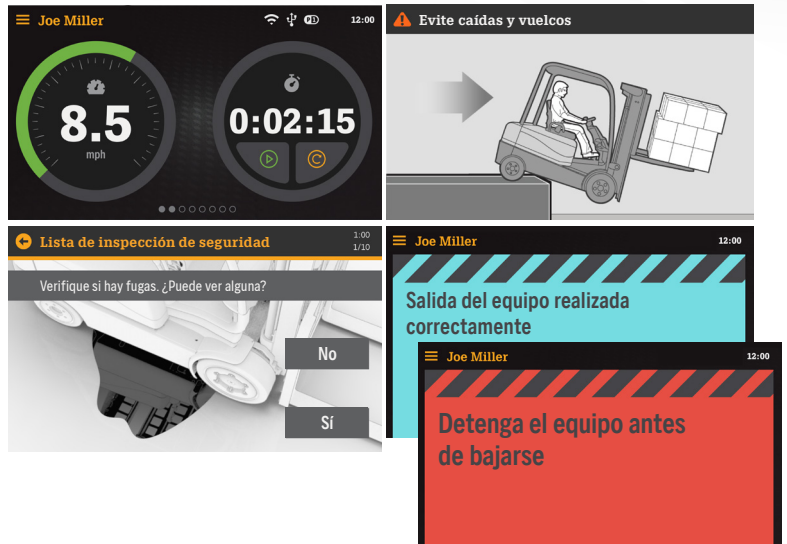 Joe Miller
12:00
8.5
mph
0:02:15
Evite caídas y vuelcos
Lista de inspección de seguridad
1:00
1/10
Verifique si hay fugas. ¿Puede ver alguna?
No
Sí
Joe Miller
12:00
Salida del equipo realizada
correctamente
Joe Miller
12:00
Detenga el equipo antes
de bajarse